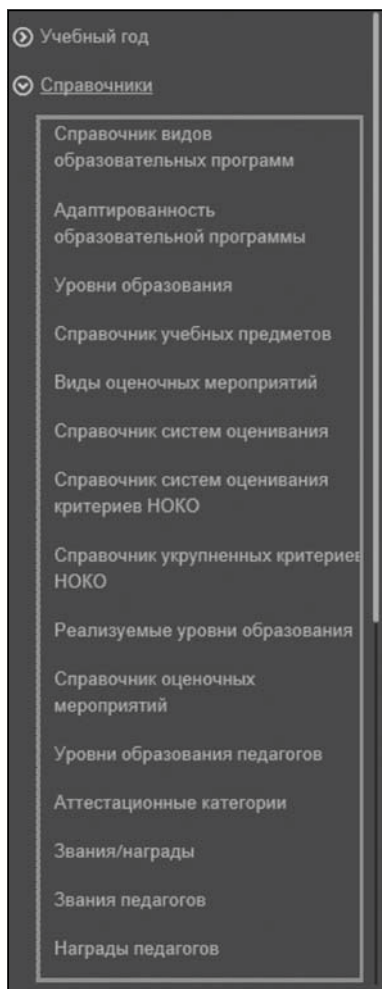 Учебный год
Справочники
Справочник видов
образовательных программ
Адаптированность
образовательной программы
Уровни образования
Справочник учебных предметов
Виды оценочных мероприятий
Справочник систем оценивания
Справочник систем оценивания
критериев НОКО
Справочник укрупненных критериев
НОКО
Реализуемые уровни образования
Справочник оценочных
мероприятий
Уровни образования педагогов
Аттестационные категории
Звания/награды
Звания педагогов
Награды педагогов